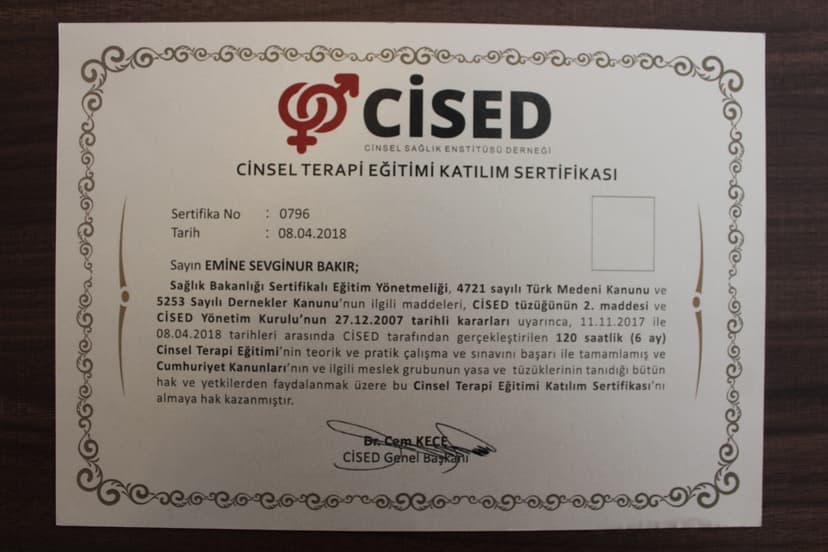 CİSED
CİNSEL SAĞLIK ENSTİTÜSÜ DERNEĞİ
CİNSEL TERAPİ EĞİTİMİ KATILIM SERTİFİKASI
Sertifika No : 0796
Tarih : 08.04.2018
Sayın EMİNE SEVGİNUR BAKIR;
Sağlık Bakanlığı Sertifikalı Eğitim Yönetmeliği, 4721 sayılı Türk Medeni Kanunu ve
5253 Sayılı Dernekler Kanunu'nun ilgili maddeleri, CİSED tüzüğünün 2. maddesi ve
CİSED Yönetim Kurulu'nun 27.12.2007 tarihli kararları uyarınca, 11.11.2017 ile
08.04.2018 tarihleri arasında CİSED tarafından gerçekleştirilen 120 saatlik (6 ay)
Cinsel Terapi Eğitimi'nin teorik ve pratik çalışma ve sınavını başarı ile tamamlamış ve
Cumhuriyet Kanunları'nın ve ilgili meslek grubunun yasa ve tüzüklerinin tanıdığı bütün
hak ve yetkilerden faydalanmak üzere bu Cinsel Terapi Eğitimi Katılım Sertifikası'nı
almaya hak kazanmıştır.
Dr. Cem KEÇE
CİSED Genel Başkanı